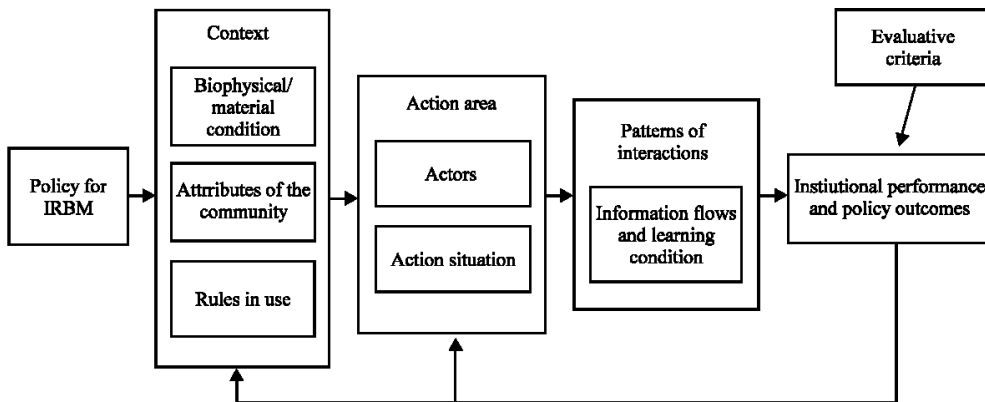 Policy for
IRBM
Context
Biophysical/
material
condition
Attrributes of the
community
Rules in use
Action area
Actors
Action situation
Patterns of
interactions
Information flows
and learning
condition
Evaluative
criteria
Instiutional performance
and policy outcomes